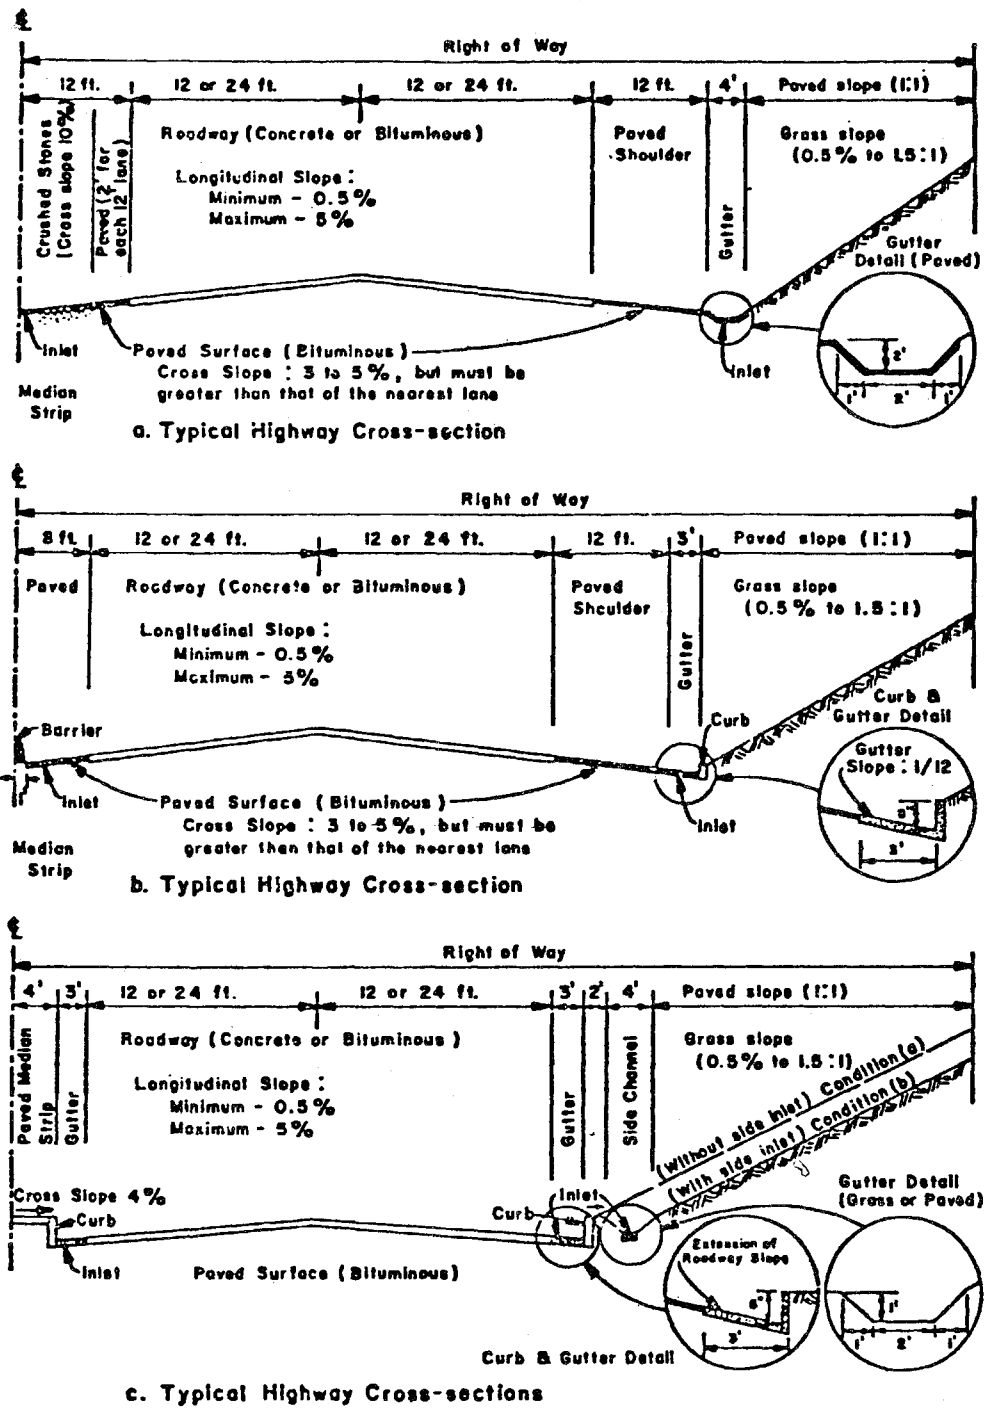 ℄
Right of Way
12 ft.
12 or 24 ft.
12 or 24 ft.
12 ft.
4'
Paved slope (1:1)
Crushed Stones
(Cross slope 10%)
Paved (2' for
each 12' lane)
Roadway (Concrete or Bituminous)
Longitudinal Slope:
Minimum - 0.5%
Maximum - 5%
Paved
Shoulder
Gutter
Grass slope
(0.5% to 1.5:1)
Gutter
Detail (Paved)
2'
1'
2'
1'
Inlet
Paved Surface (Bituminous)
Cross Slope : 3 to 5%, but must be
greater than that of the nearest lane
Inlet
Median
Strip
a. Typical Highway Cross-section
℄
Right of Way
8 ft.
12 or 24 ft.
12 or 24 ft.
12 ft.
3'
Paved slope (1:1)
Paved
Roadway (Concrete or Bituminous)
Longitudinal Slope:
Minimum - 0.5%
Maximum - 5%
Paved
Shoulder
Gutter
Grass slope
(0.5% to 1.5:1)
Curb &
Gutter Detail
Curb
Barrier
Gutter
Slope: 1/12
3'
Inlet
Paved Surface (Bituminous)
Cross Slope : 3 to 5%, but must be
greater than that of the nearest lane
Inlet
Median
Strip
b. Typical Highway Cross-section
℄
Right of Way
4'
3'
12 or 24 ft.
12 or 24 ft.
3'
2'
4'
Paved slope (1:1)
Paved Median
Strip
Gutter
Roadway (Concrete or Bituminous)
Longitudinal Slope:
Minimum - 0.5%
Maximum - 5%
Gutter
Side Channel
Grass slope
(0.5% to 1.5:1)
(Without side inlet) Condition (a)
(With side inlet) Condition (b)
Cross Slope 4%
Curb
Inlet
Paved Surface (Bituminous)
Curb
Inlet
Gutter Detail
(Grass or Paved)
Extension of
Roadway Slope
3'
1'
1'
2'
1'
Curb & Gutter Detail
c. Typical Highway Cross-sections